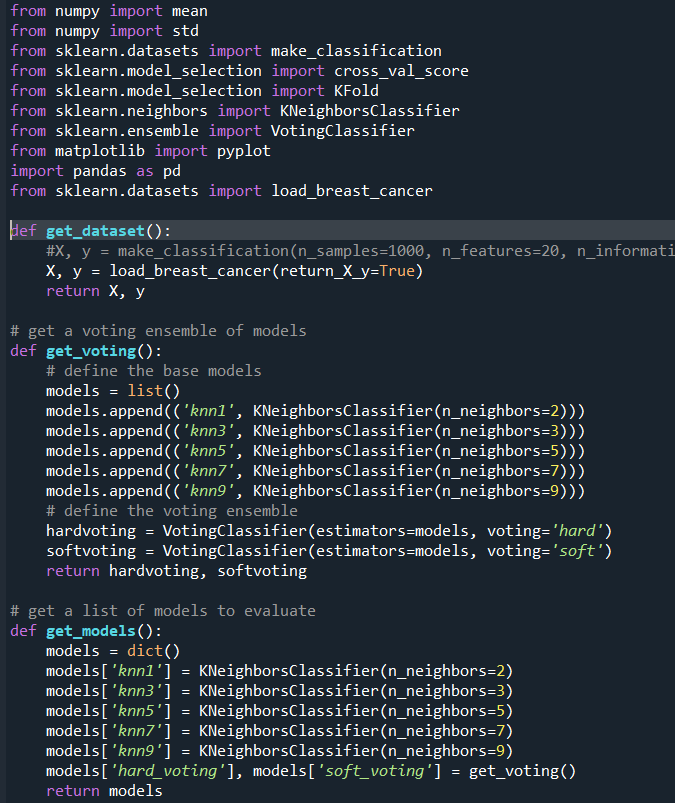 from numpy import mean
from numpy import std
from sklearn.datasets import make_classification
from sklearn.model_selection import cross_val_score
from sklearn.model_selection import KFold
from sklearn.neighbors import KNeighborsClassifier
from sklearn.ensemble import VotingClassifier
from matplotlib import pyplot
import pandas as pd
from sklearn.datasets import load_breast_cancer

def get_dataset():
    #X, y = make_classification(n_samples=1000, n_features=20, n_informati
    X, y = load_breast_cancer(return_X_y=True)
    return X, y

# get a voting ensemble of models
def get_voting():
    # define the base models
    models = list()
    models.append(('knn1', KNeighborsClassifier(n_neighbors=2)))
    models.append(('knn3', KNeighborsClassifier(n_neighbors=3)))
    models.append(('knn5', KNeighborsClassifier(n_neighbors=5)))
    models.append(('knn7', KNeighborsClassifier(n_neighbors=7)))
    models.append(('knn9', KNeighborsClassifier(n_neighbors=9)))
    # define the voting ensemble
    hardvoting = VotingClassifier(estimators=models, voting='hard')
    softvoting = VotingClassifier(estimators=models, voting='soft')
    return hardvoting, softvoting

# get a list of models to evaluate
def get_models():
    models = dict()
    models['knn1'] = KNeighborsClassifier(n_neighbors=2)
    models['knn3'] = KNeighborsClassifier(n_neighbors=3)
    models['knn5'] = KNeighborsClassifier(n_neighbors=5)
    models['knn7'] = KNeighborsClassifier(n_neighbors=7)
    models['knn9'] = KNeighborsClassifier(n_neighbors=9)
    models['hard_voting'], models['soft_voting'] = get_voting()
    return models